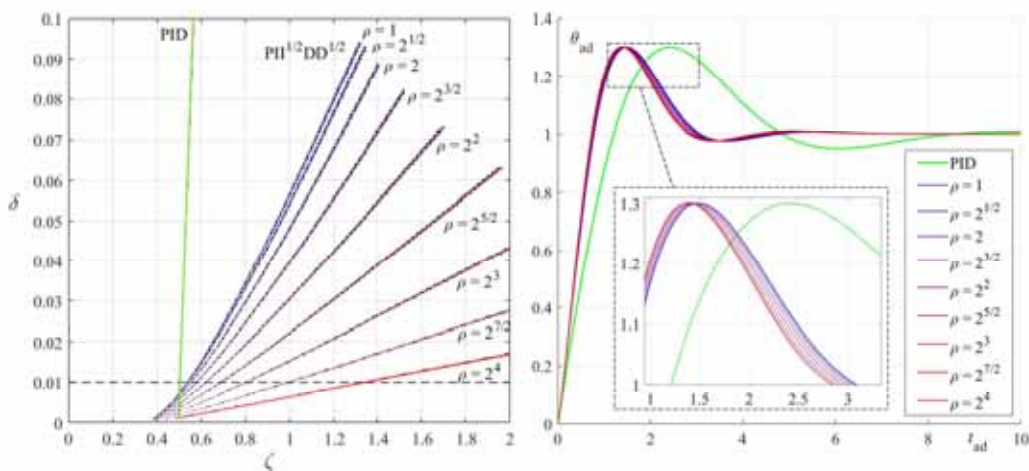 0.1
0.09
0.08
0.07
0.06
0.05
0.04
0.03
0.02
0.01
0
δ
PID
PII^{1/2}DD^{1/2}
ρ = 1
ρ = 2^{1/2}
ρ = 2
ρ = 2^{3/2}
ρ = 2^2
ρ = 2^{5/2}
ρ = 2^3
ρ = 2^{7/2}
ρ = 2^4
0 0.2 0.4 0.6 0.8 1 1.2 1.4 1.6 1.8 2
ζ
1.4
1.2
1.0
0.8
0.6
0.4
0.2
0
θ_{ad}
1.3
1.2
1.1
1
1 1.5 2 2.5 3
PID
ρ = 1
ρ = 2^{1/2}
ρ = 2
ρ = 2^{3/2}
ρ = 2^2
ρ = 2^{5/2}
ρ = 2^3
ρ = 2^{7/2}
ρ = 2^4
0 2 4 6 8 t_{ad} 10